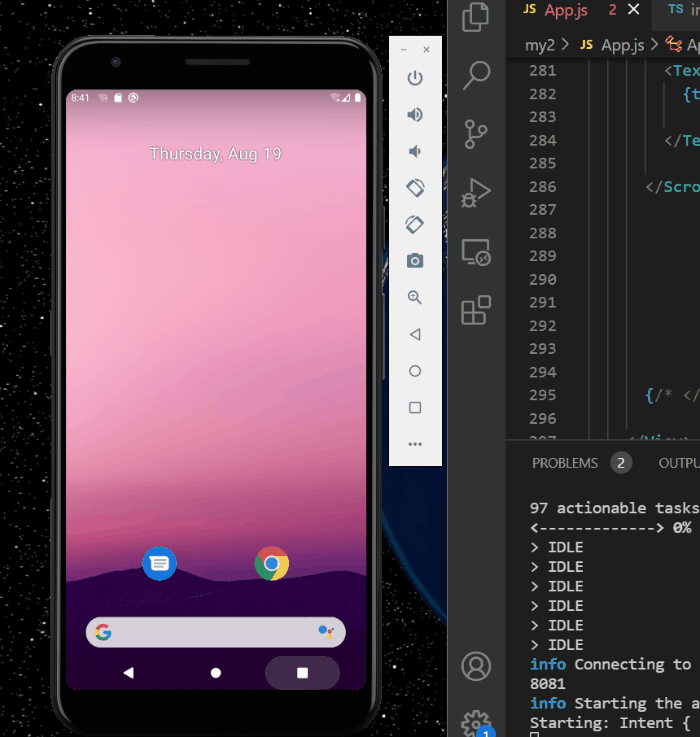 8:41
Thursday, Aug 19
JS App.js 2
TS
my2 > JS App.js >
281 <Tex
282 {t
283
284 </Te
285
286 </Scro
287
288
289
290
291
292
293
294
295 {/* </
296
297 </View>
PROBLEMS 2 OUTPU
97 actionable tasks
<-------------> 0%
> IDLE
> IDLE
> IDLE
> IDLE
> IDLE
> IDLE
info Connecting to
8081
info Starting the a
Starting: Intent {
1